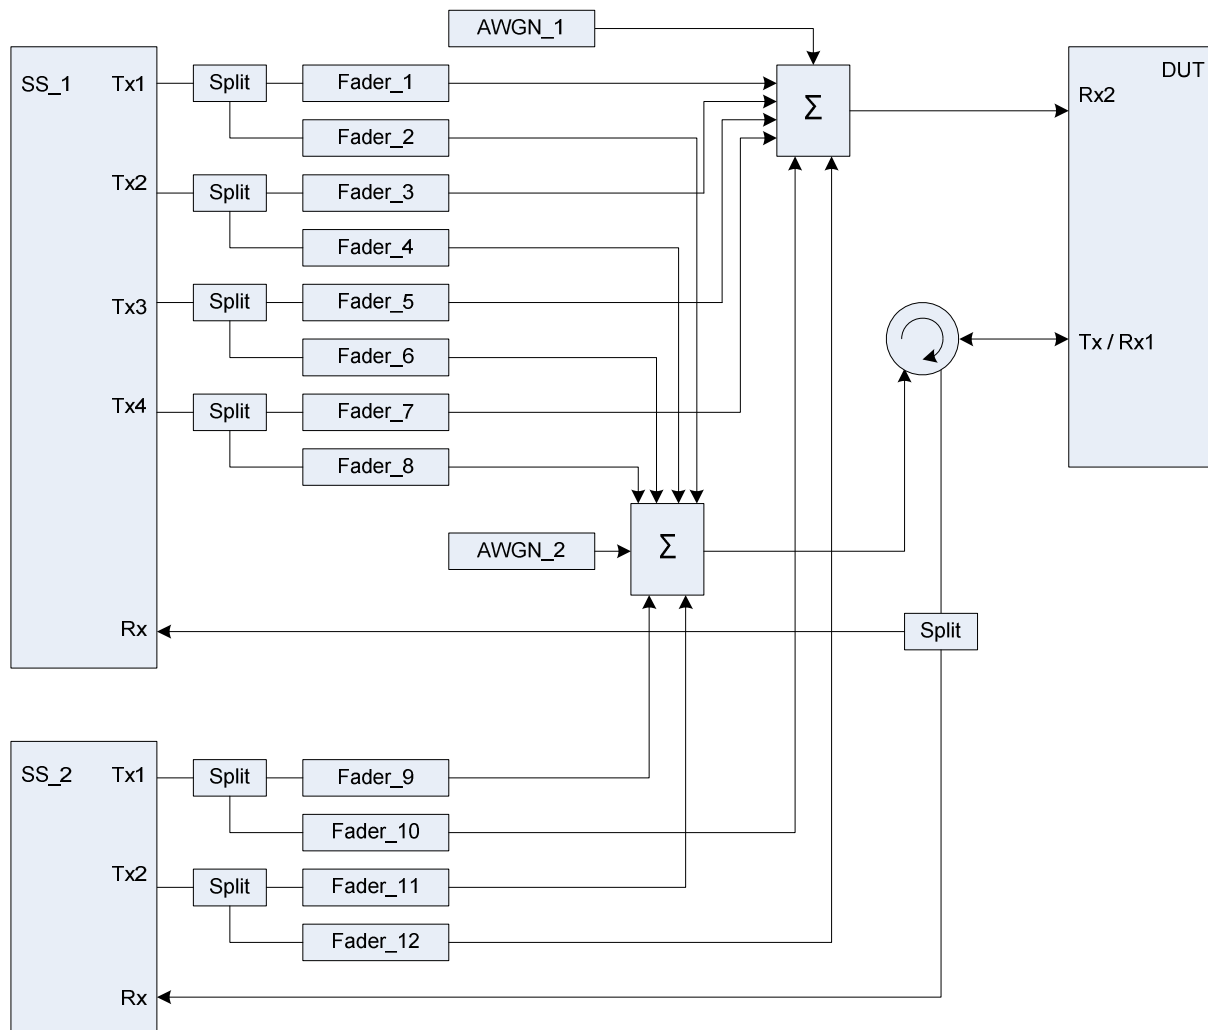 AWGN_1
SS_1
Tx1
Split
Fader_1
Σ
DUT
Rx2
Fader_2
Tx2
Split
Fader_3
Fader_4
Tx3
Split
Fader_5
Tx / Rx1
Fader_6
Tx4
Split
Fader_7
Fader_8
AWGN_2
Σ
Rx
Split
SS_2
Tx1
Split
Fader_9
Fader_10
Tx2
Split
Fader_11
Fader_12
Rx